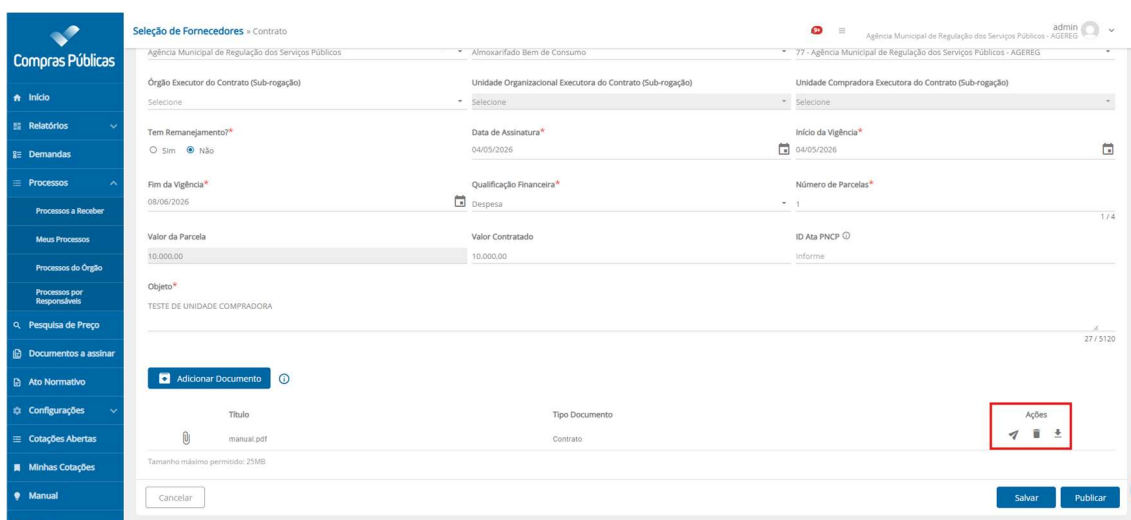 Compras Públicas
Início
Relatórios
Demandas
Processos
Processos a Receber
Meus Processos
Processos do Órgão
Processos por
Responsáveis
Pesquisa de Preço
Documentos a assinar
Ato Normativo
Configurações
Cotações Abertas
Minhas Cotações
Manual
Seleção de Fornecedores » Contrato
9+
admin
Agência Municipal de Regulação dos Serviços Públicos - AGEREG
Agência Municipal de Regulação dos Serviços Públicos
Almoxarifado Bem de Consumo
77 - Agência Municipal de Regulação dos Serviços Públicos - AGEREG
Órgão Executor do Contrato (Sub-rogação)
Unidade Organizacional Executora do Contrato (Sub-rogação)
Unidade Compradora Executora do Contrato (Sub-rogação)
Selecione
Selecione
Selecione
Tem Remanejamento?*
Data de Assinatura*
Início da Vigência*
Sim Não
04/05/2026
04/05/2026
Fim da Vigência*
Qualificação Financeira*
Número de Parcelas*
08/06/2026
Despesa
1
1 / 4
Valor da Parcela
Valor Contratado
ID Ata PNCP
10.000,00
10.000,00
Informe
Objeto*
TESTE DE UNIDADE COMPRADORA
27 / 5120
Adicionar Documento
Título
Tipo Documento
Ações
manual.pdf
Contrato
Tamanho máximo permitido: 25MB
Cancelar
Salvar
Publicar